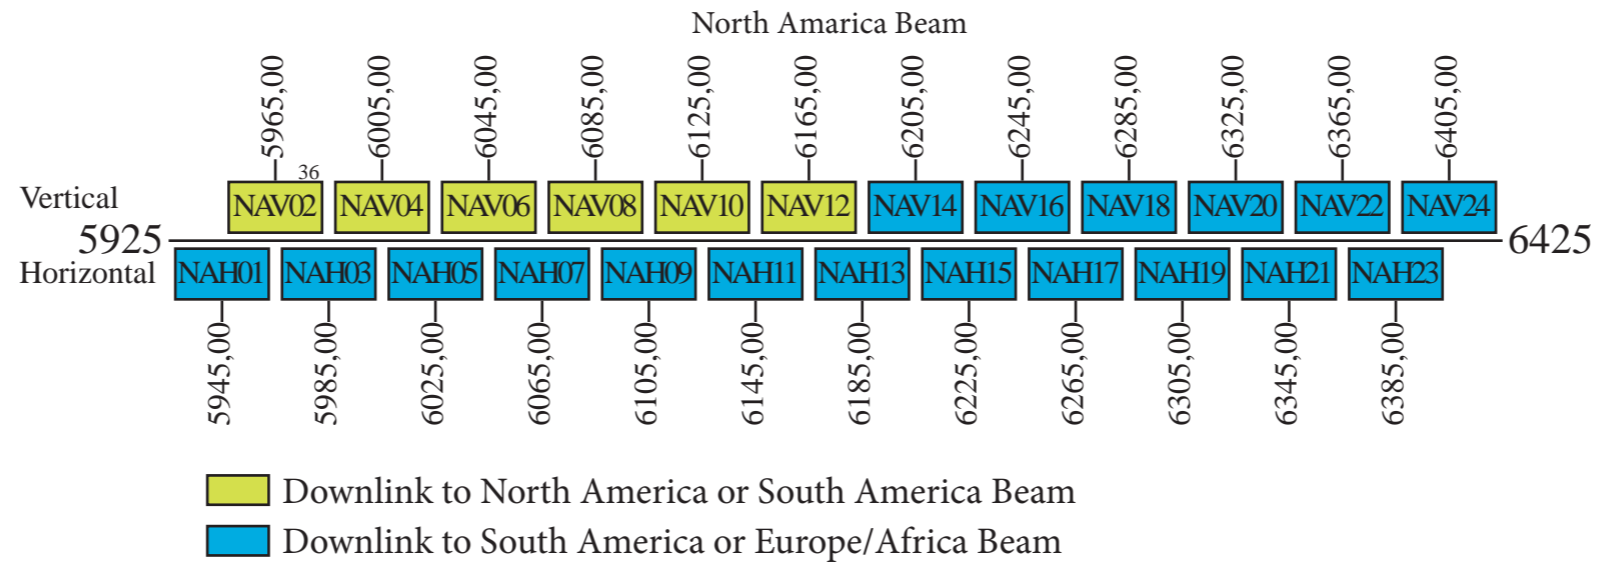 North Amarica Beam
5965,00 6005,00 6045,00 6085,00 6125,00 6165,00 6205,00 6245,00 6285,00 6325,00 6365,00 6405,00
36
Vertical NAV02 NAV04 NAV06 NAV08 NAV10 NAV12 NAV14 NAV16 NAV18 NAV20 NAV22 NAV24
5925 6425
Horizontal NAH01 NAH03 NAH05 NAH07 NAH09 NAH11 NAH13 NAH15 NAH17 NAH19 NAH21 NAH23
5945,00 5985,00 6025,00 6065,00 6105,00 6145,00 6185,00 6225,00 6265,00 6305,00 6345,00 6385,00
Downlink to North America or South America Beam
Downlink to South America or Europe/Africa Beam